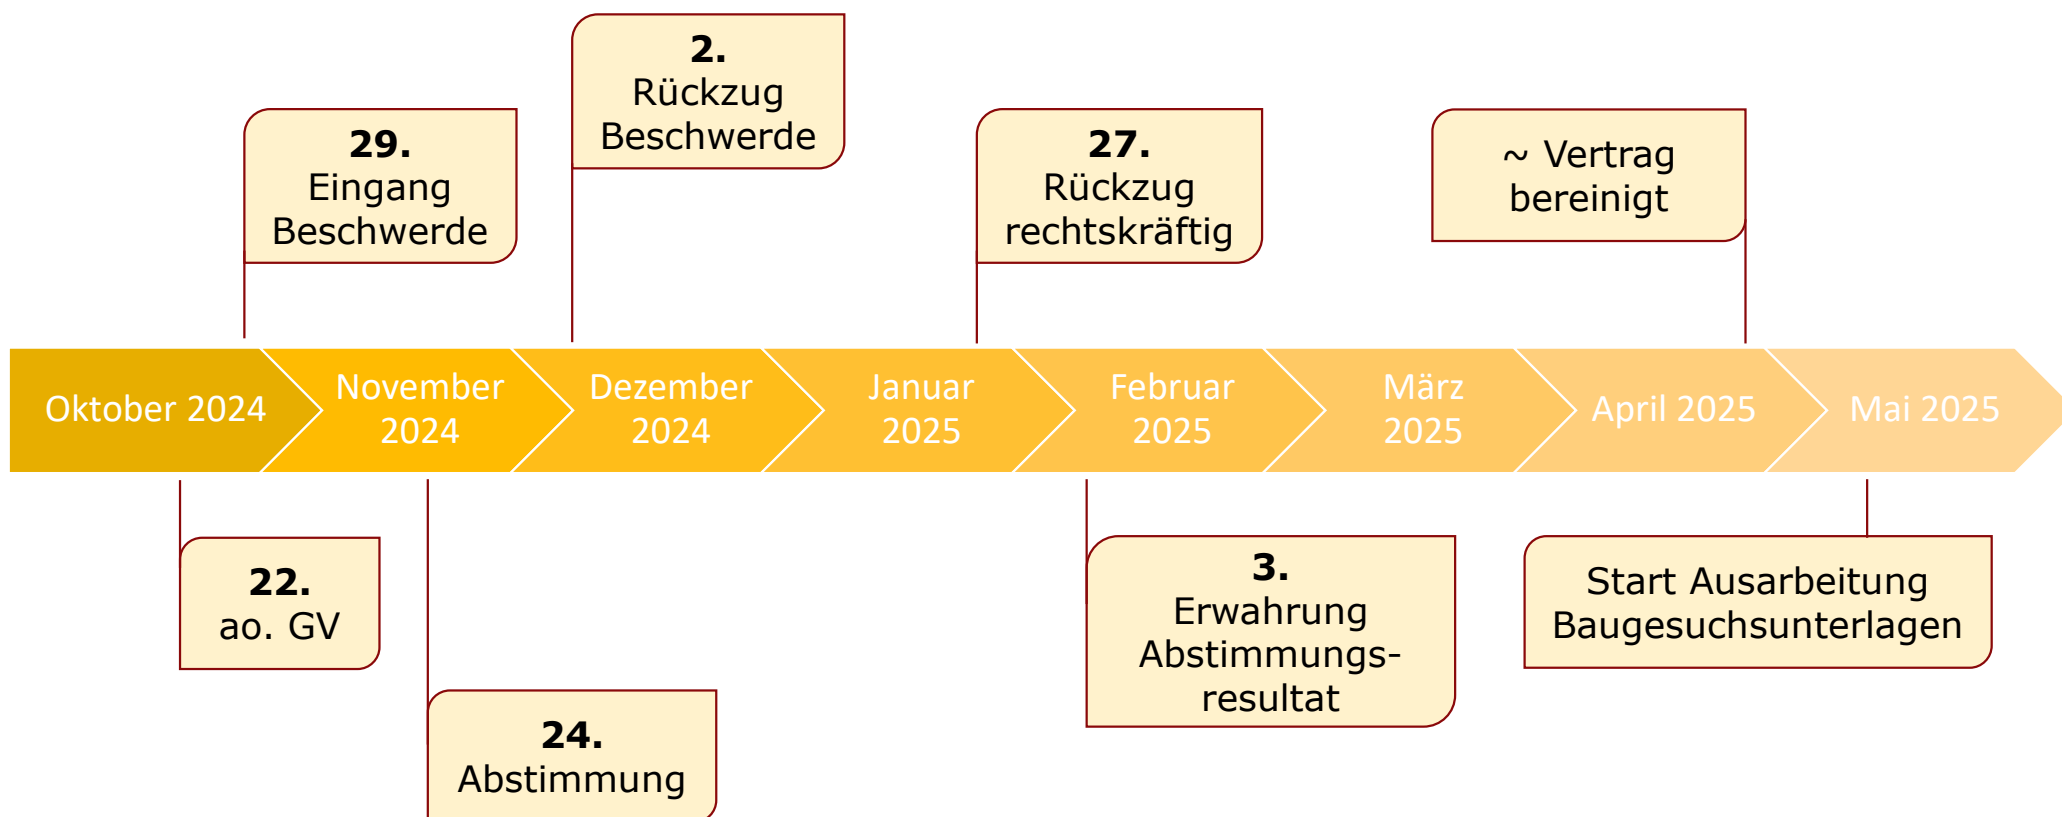 2.
Rückzug
Beschwerde
29.
Eingang
Beschwerde
27.
Rückzug
rechtskräftig
~ Vertrag
bereinigt
Oktober 2024
November
2024
Dezember
2024
Januar
2025
Februar
2025
März
2025
April 2025
Mai 2025
22.
ao. GV
24.
Abstimmung
3.
Erwahrung
Abstimmungs-
resultat
Start Ausarbeitung
Baugesuchsunterlagen